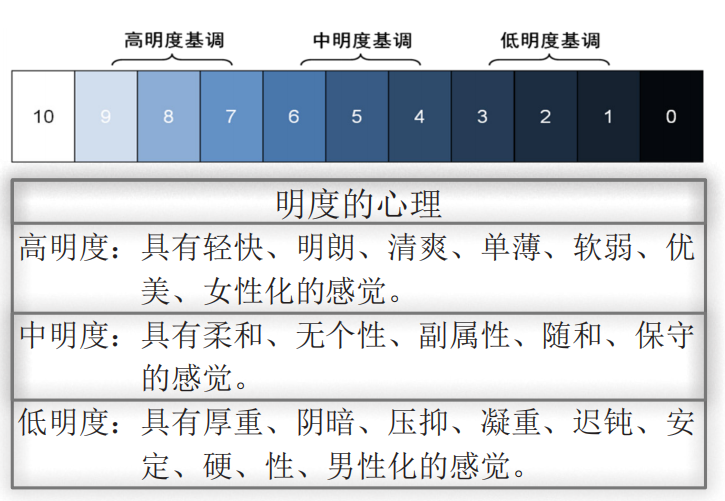 高明度基调 中明度基调 低明度基调
10 9 8 7 6 5 4 3 2 1 0
明度的心理
高明度：具有轻快、明朗、清爽、单薄、软弱、优
美、女性化的感觉。
中明度：具有柔和、无个性、副属性、随和、保守
的感觉。
低明度：具有厚重、阴暗、压抑、凝重、迟钝、安
定、硬、性、男性化的感觉。